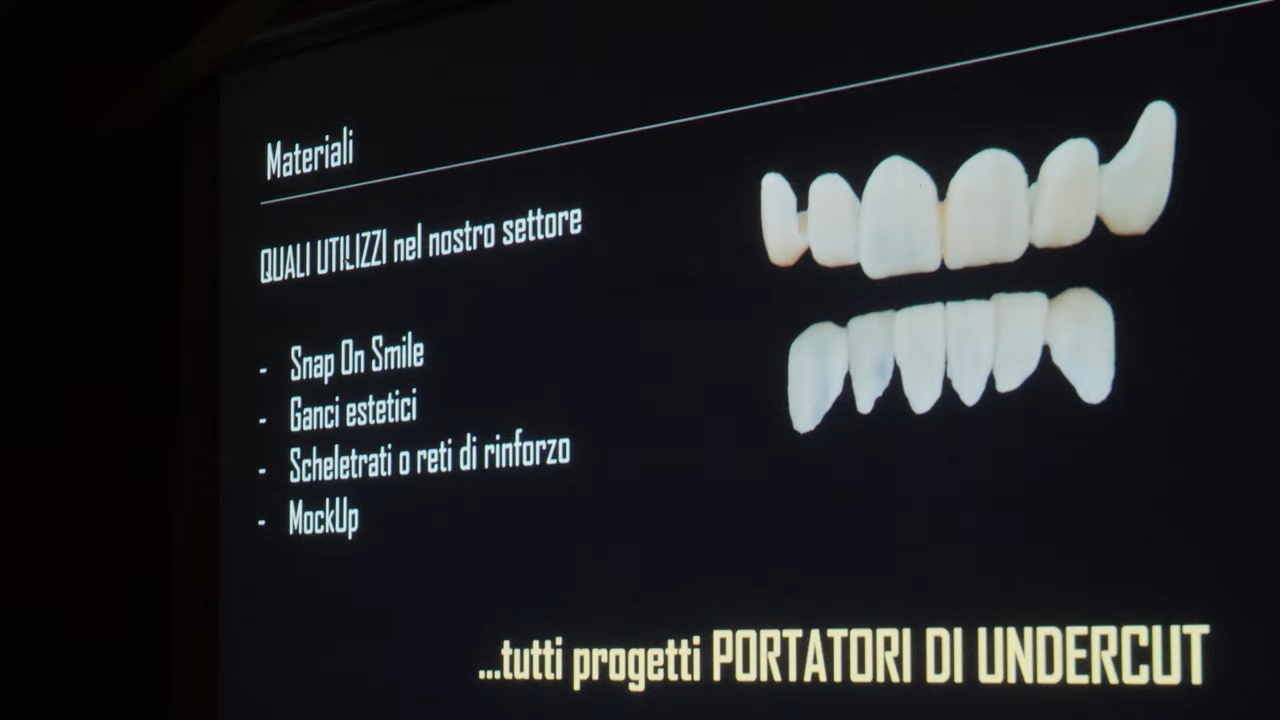 Materiali
QUALI UTILIZZI nel nostro settore
- Snap On Smile
- Ganci estetici
- Scheletrati o reti di rinforzo
- MockUp
...tutti progetti PORTATORI DI UNDERCUT